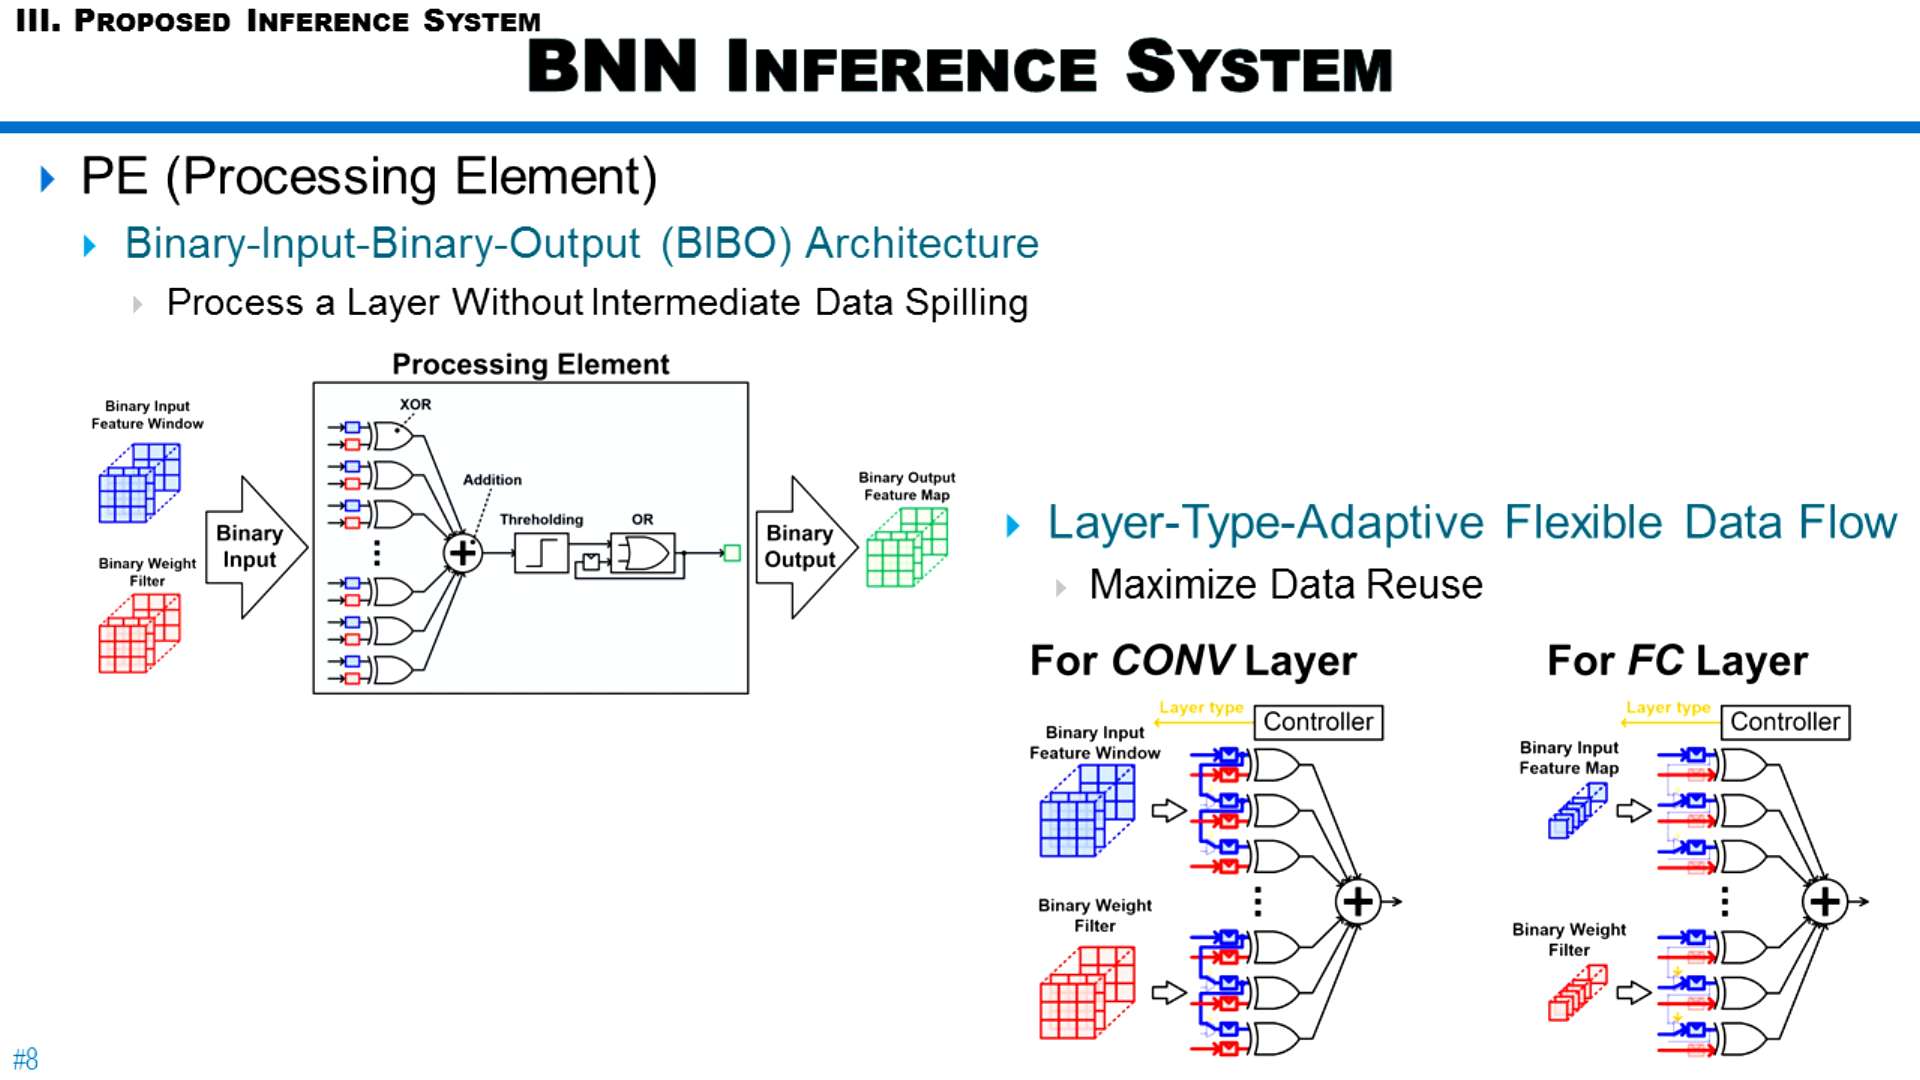 III. PROPOSED INFERENCE SYSTEM
BNN INFERENCE SYSTEM
PE (Processing Element)
Binary-Input-Binary-Output (BIBO) Architecture
Process a Layer Without Intermediate Data Spilling
Processing Element
Binary Input
Feature Window
Binary Weight
Filter
Binary
Input
XOR
Addition
Threholding
OR
Binary
Output
Binary Output
Feature Map
Layer-Type-Adaptive Flexible Data Flow
Maximize Data Reuse
For CONV Layer
Layer type
Controller
Binary Input
Feature Window
Binary Weight
Filter
For FC Layer
Layer type
Controller
Binary Input
Feature Map
Binary Weight
Filter
#8